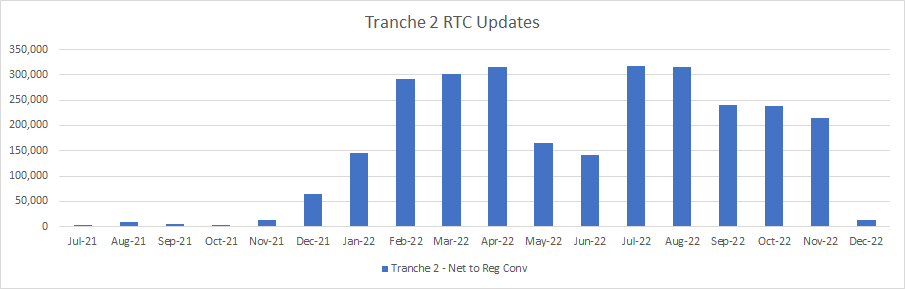 Tranche 2 RTC Updates
350,000
300,000
250,000
200,000
150,000
100,000
50,000
0
Jul-21 Aug-21 Sep-21 Oct-21 Nov-21 Dec-21 Jan-22 Feb-22 Mar-22 Apr-22 May-22 Jun-22 Jul-22 Aug-22 Sep-22 Oct-22 Nov-22 Dec-22
Tranche 2 - Net to Reg Conv